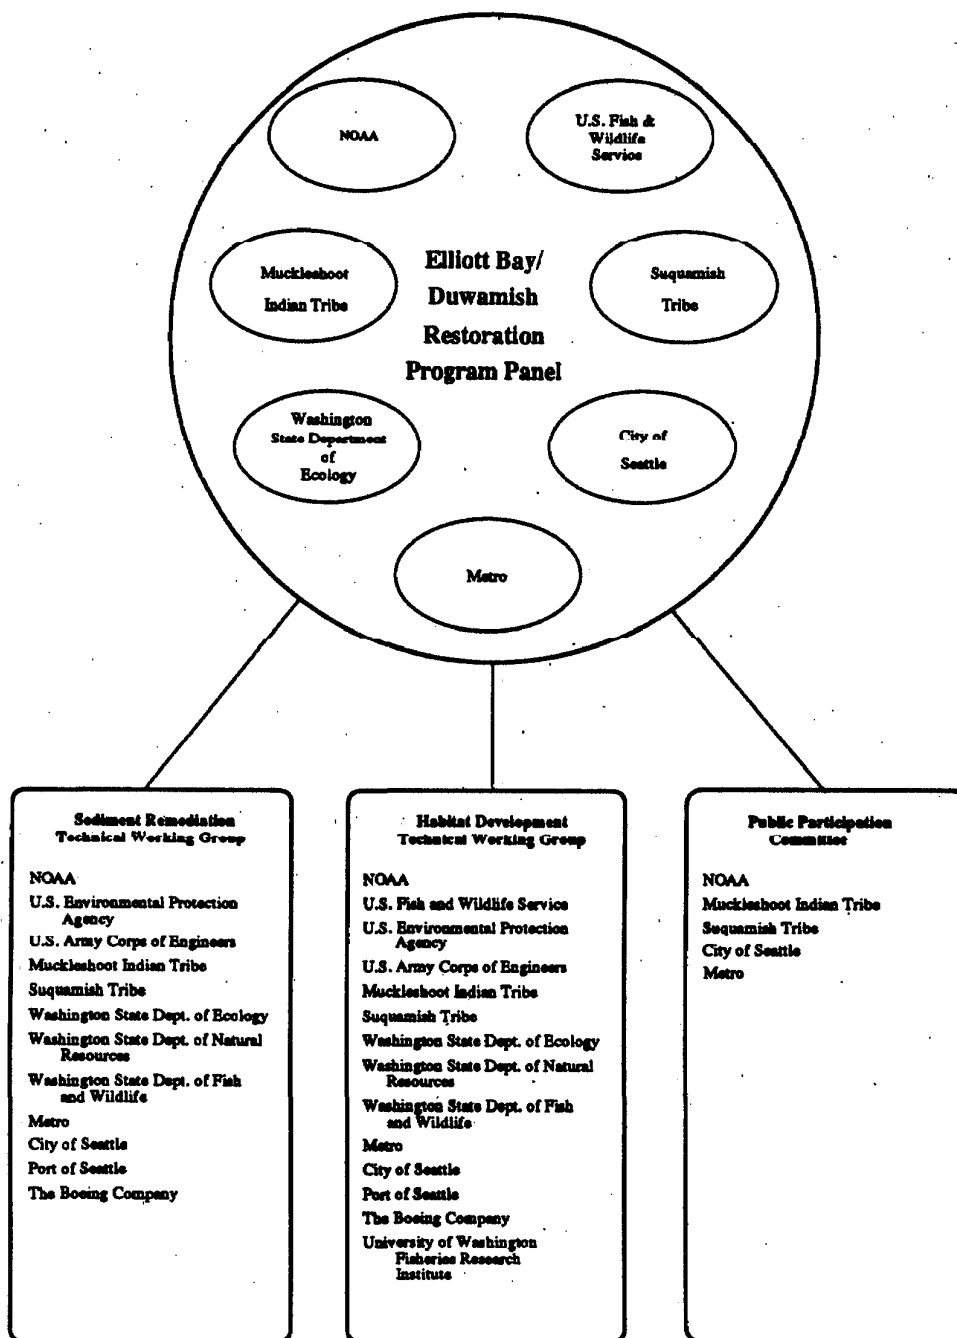 NOAA
U.S. Fish &
Wildlife
Service
Muckleshoot
Indian Tribe
Elliott Bay/
Duwamish
Restoration
Program Panel
Suquamish
Tribe
Washington
State Department
of
Ecology
City of
Seattle
Metro
Sediment Remediation
Technical Working Group
NOAA
U.S. Environmental Protection
Agency
U.S. Army Corps of Engineers
Muckleshoot Indian Tribe
Suquamish Tribe
Washington State Dept. of Ecology
Washington State Dept. of Natural
Resources
Washington State Dept. of Fish
and Wildlife
Metro
City of Seattle
Port of Seattle
The Boeing Company
Habitat Development
Technical Working Group
NOAA
U.S. Fish and Wildlife Service
U.S. Environmental Protection
Agency
U.S. Army Corps of Engineers
Muckleshoot Indian Tribe
Suquamish Tribe
Washington State Dept. of Ecology
Washington State Dept. of Natural
Resources
Washington State Dept. of Fish
and Wildlife
Metro
City of Seattle
Port of Seattle
The Boeing Company
University of Washington
Fisheries Research
Institute
Public Participation
Committee
NOAA
Muckleshoot Indian Tribe
Suquamish Tribe
City of Seattle
Metro